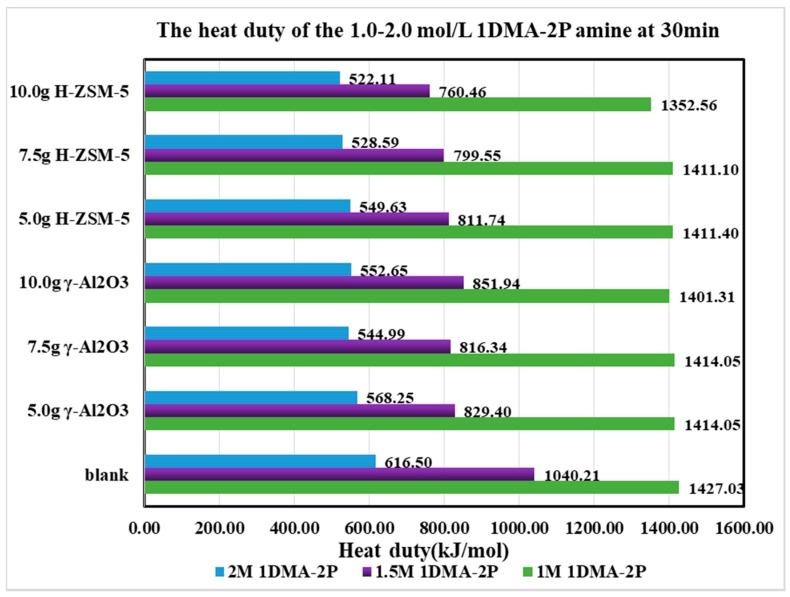 The heat duty of the 1.0-2.0 mol/L 1DMA-2P amine at 30min
10.0g H-ZSM-5
522.11
760.46
1352.56
7.5g H-ZSM-5
528.59
799.55
1411.10
5.0g H-ZSM-5
549.63
811.74
1411.40
10.0g γ-Al2O3
552.65
851.94
1401.31
7.5g γ-Al2O3
544.99
816.34
1414.05
5.0g γ-Al2O3
568.25
829.40
1414.05
blank
616.50
1040.21
1427.03
0.00 200.00 400.00 600.00 800.00 1000.00 1200.00 1400.00 1600.00
Heat duty(kJ/mol)
2M 1DMA-2P 1.5M 1DMA-2P 1M 1DMA-2P